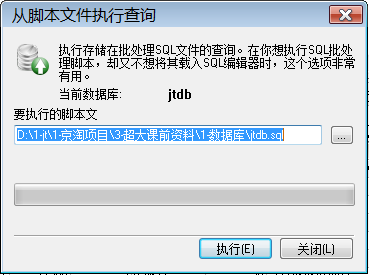 从脚本文件执行查询
执行存储在批处理SQL文件的查询。在你想执行SQL批处
理脚本，却又不想将其载入SQL编辑器时，这个选项非常
有用。
当前数据库: jtdb
要执行的脚本文
D:\1-jt\1-京淘项目\3-超大课前资料\1-数据库\jtdb.sql
...
执行(E) 关闭(L)